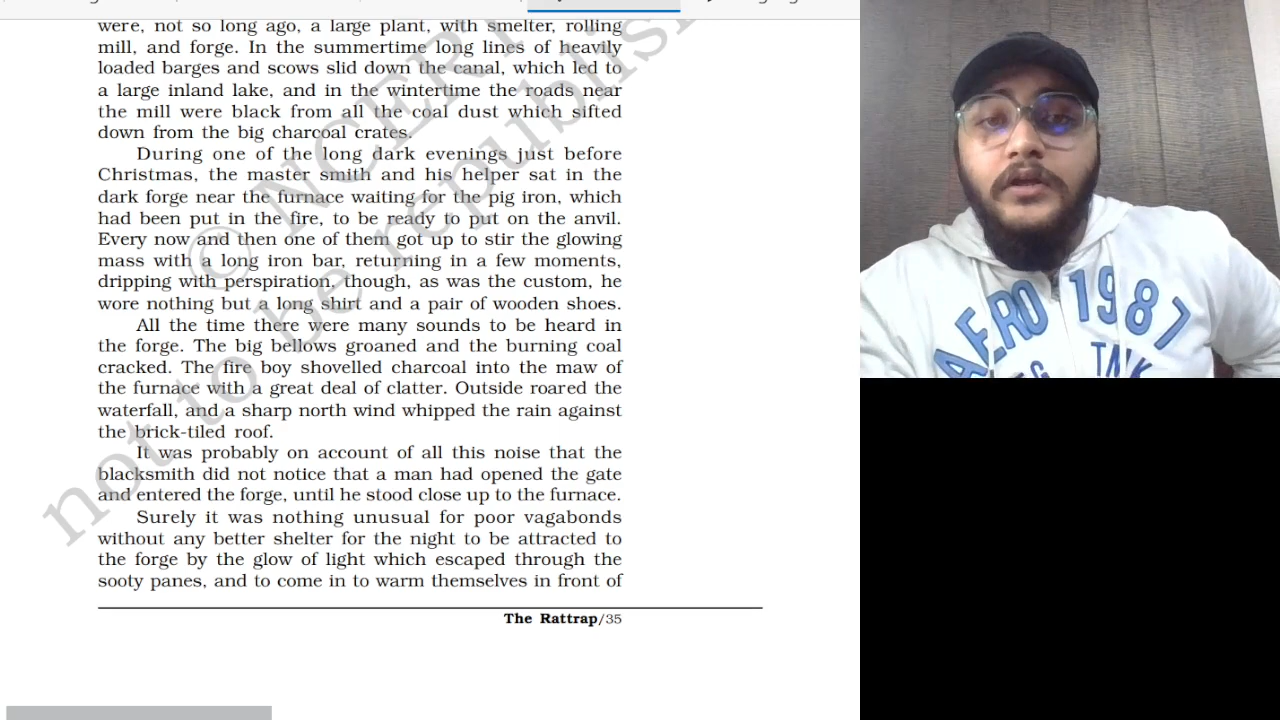 were, not so long ago, a large plant, with smelter, rolling
mill, and forge. In the summertime long lines of heavily
loaded barges and scows slid down the canal, which led to
a large inland lake, and in the wintertime the roads near
the mill were black from all the coal dust which sifted
down from the big charcoal crates.
During one of the long dark evenings just before
Christmas, the master smith and his helper sat in the
dark forge near the furnace waiting for the pig iron, which
had been put in the fire, to be ready to put on the anvil.
Every now and then one of them got up to stir the glowing
mass with a long iron bar, returning in a few moments,
dripping with perspiration, though, as was the custom, he
wore nothing but a long shirt and a pair of wooden shoes.
All the time there were many sounds to be heard in
the forge. The big bellows groaned and the burning coal
cracked. The fire boy shovelled charcoal into the maw of
the furnace with a great deal of clatter. Outside roared the
waterfall, and a sharp north wind whipped the rain against
the brick-tiled roof.
It was probably on account of all this noise that the
blacksmith did not notice that a man had opened the gate
and entered the forge, until he stood close up to the furnace.
Surely it was nothing unusual for poor vagabonds
without any better shelter for the night to be attracted to
the forge by the glow of light which escaped through the
sooty panes, and to come in to warm themselves in front of
The Rattrap/35
© NCERT
not to be republis
AERO 1987